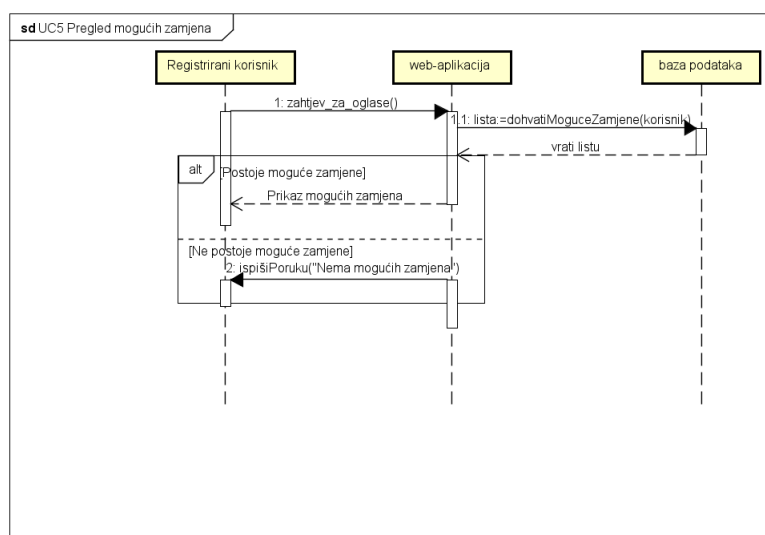 sd UC5 Pregled mogućih zamjena
Registrirani korisnik
web-aplikacija
baza podataka
1: zahtjev_za_oglase()
1.1: lista:=dohvatiMoguceZamjene(korisnik)
vrati listu
alt
[Postoje moguće zamjene]
Prikaz mogućih zamjena
[Ne postoje moguće zamjene]
2: ispišiPoruku("Nema mogućih zamjena")